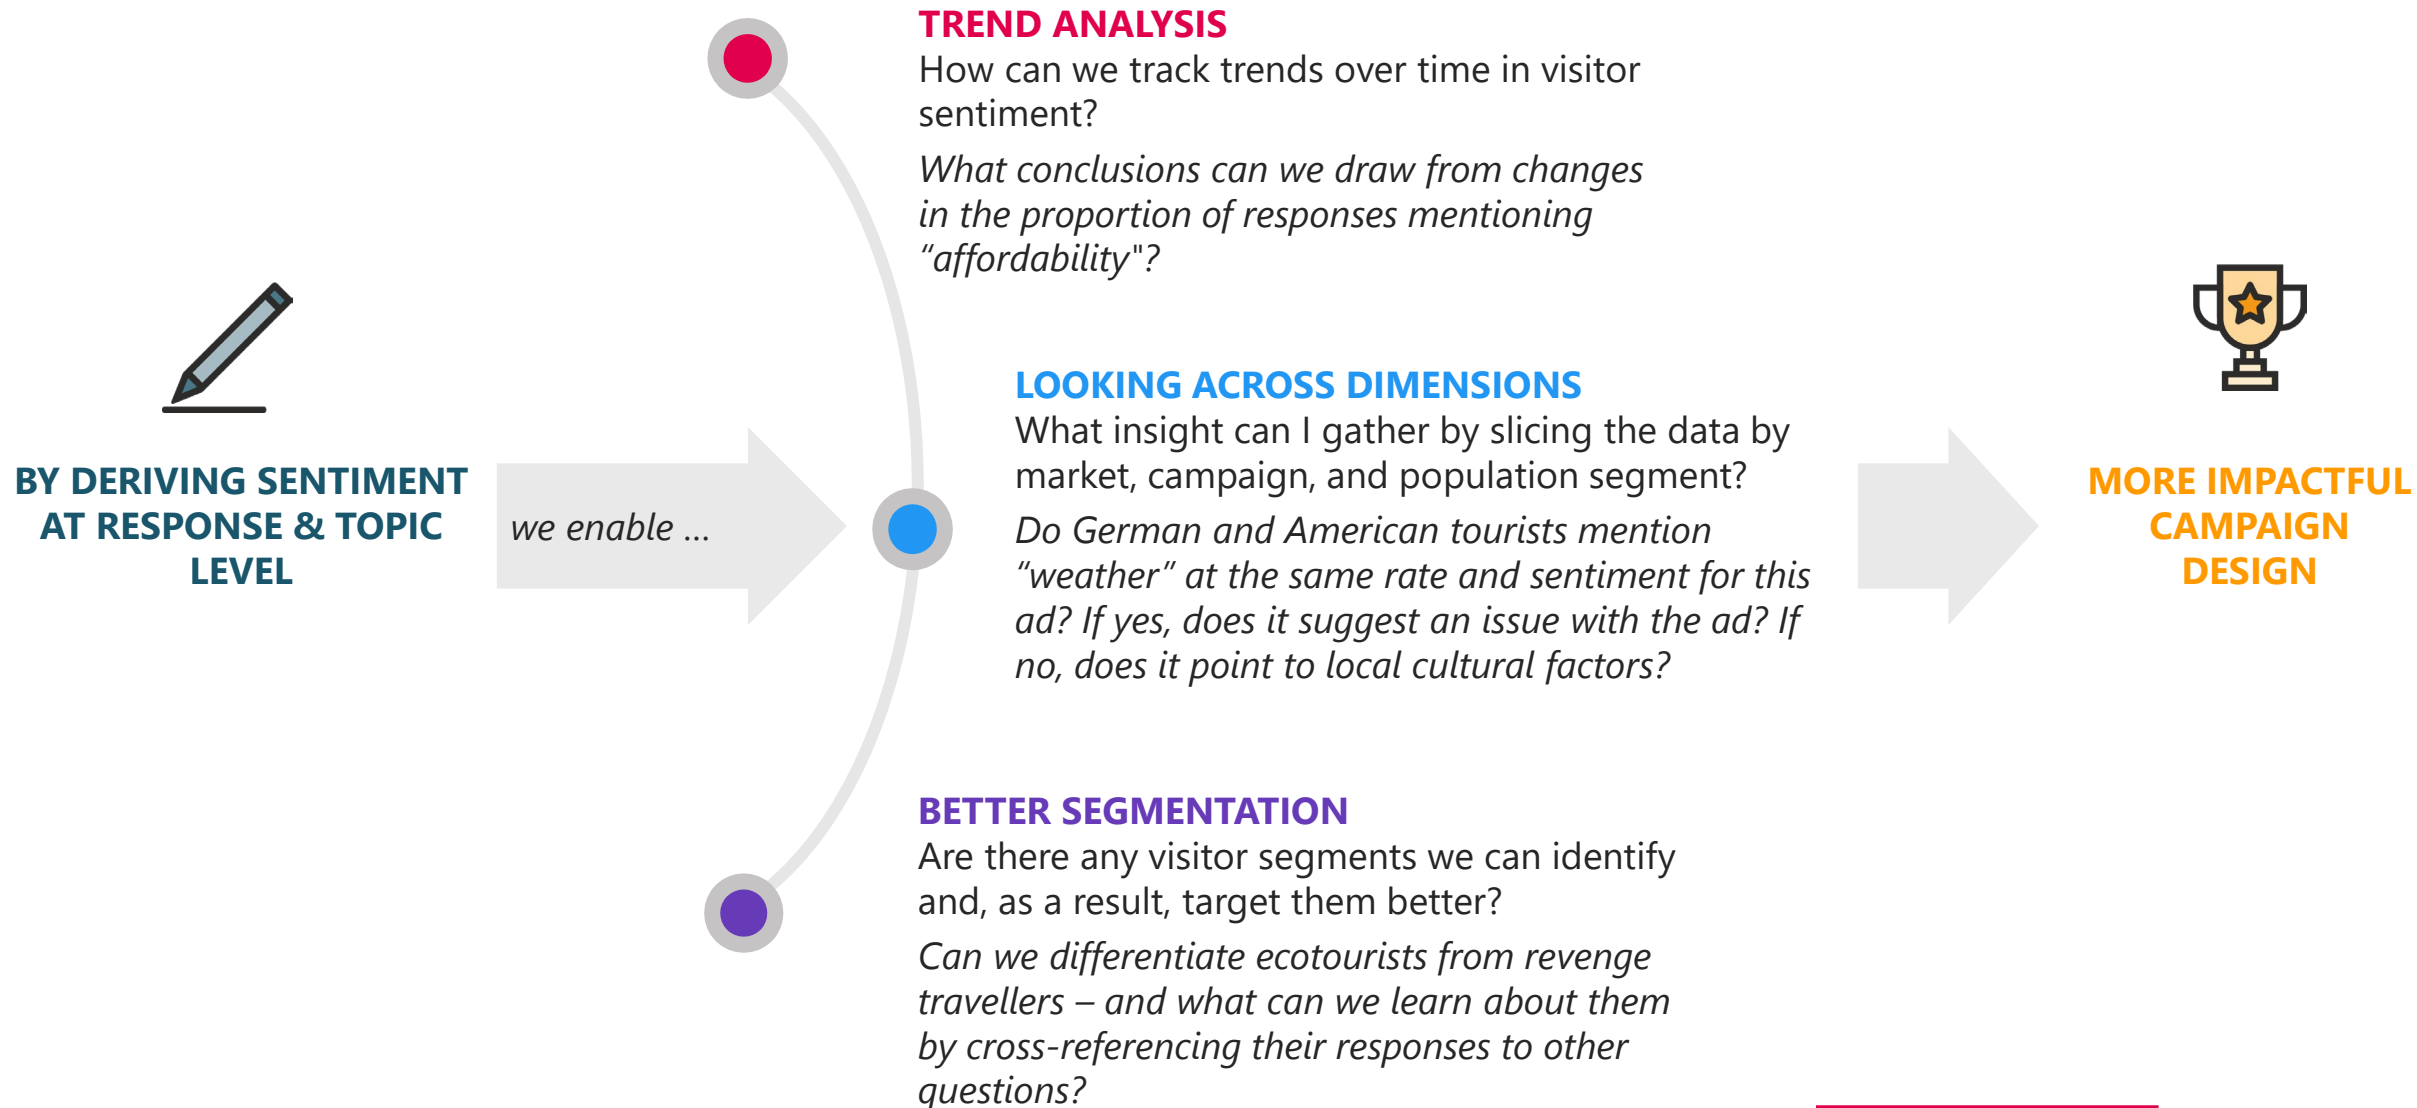 BY DERIVING SENTIMENT
AT RESPONSE & TOPIC
LEVEL
we enable ...
TREND ANALYSIS
How can we track trends over time in visitor
sentiment?
What conclusions can we draw from changes
in the proportion of responses mentioning
“affordability"?
LOOKING ACROSS DIMENSIONS
What insight can I gather by slicing the data by
market, campaign, and population segment?
Do German and American tourists mention
“weather” at the same rate and sentiment for this
ad? If yes, does it suggest an issue with the ad? If
no, does it point to local cultural factors?
BETTER SEGMENTATION
Are there any visitor segments we can identify
and, as a result, target them better?
Can we differentiate ecotourists from revenge
travellers – and what can we learn about them
by cross-referencing their responses to other
questions?
MORE IMPACTFUL
CAMPAIGN
DESIGN